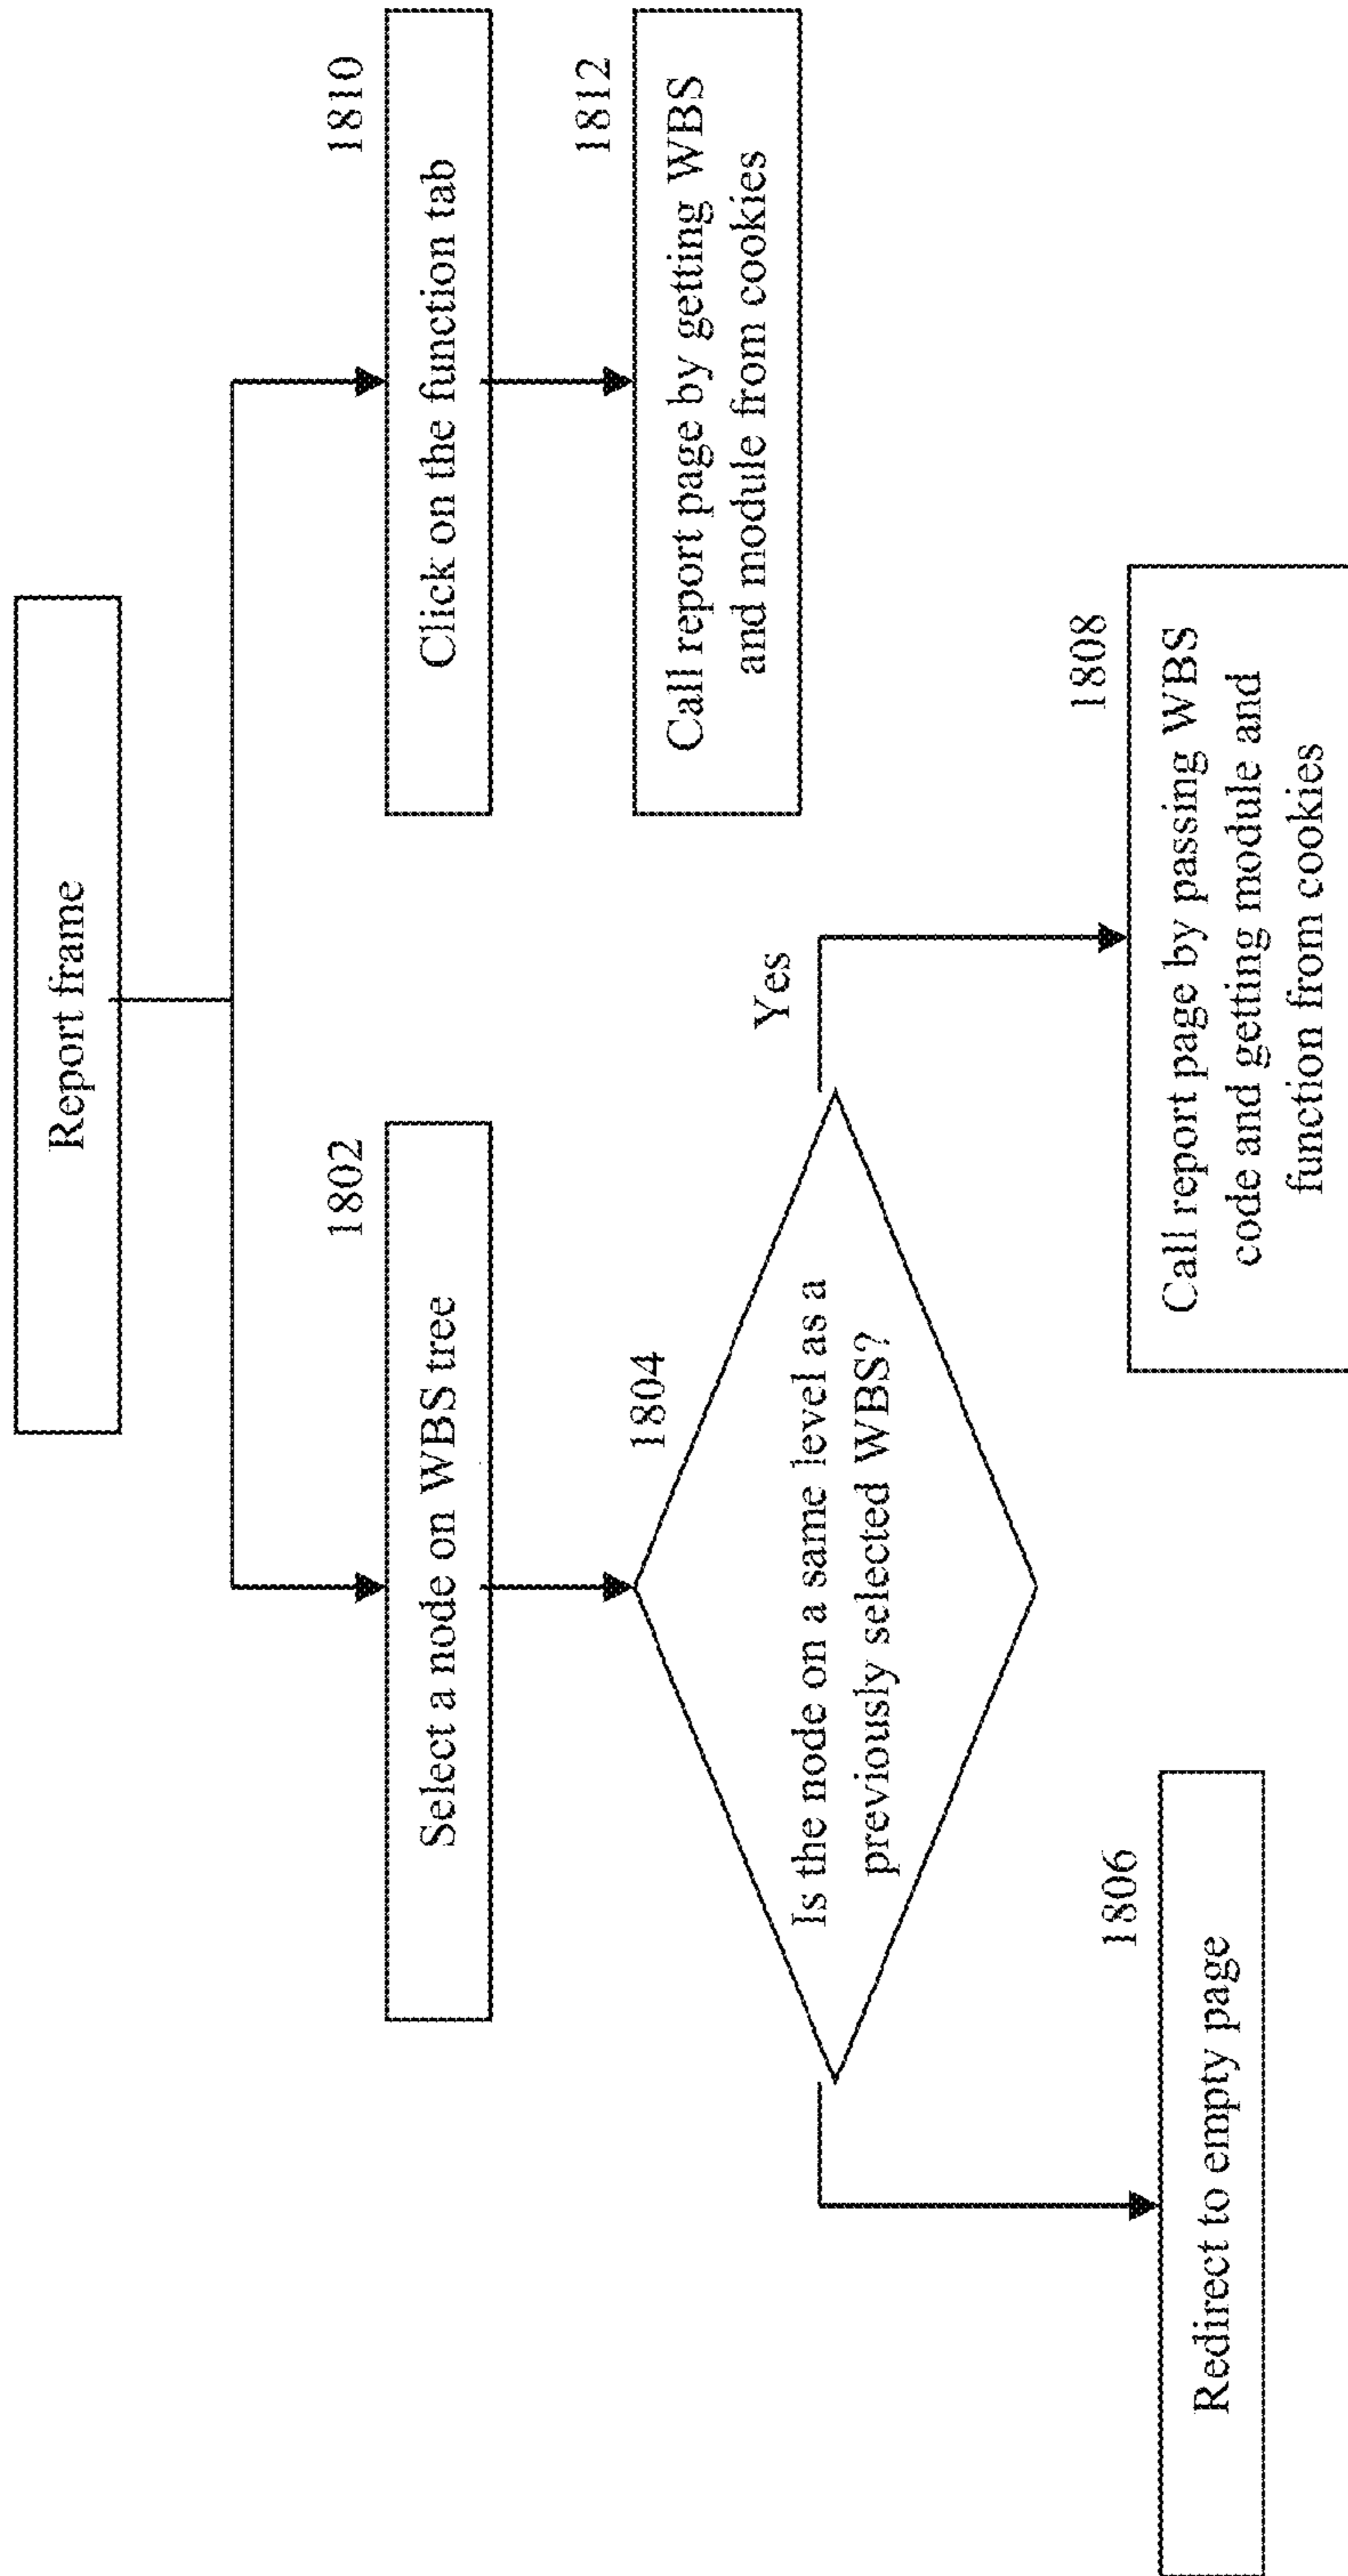 Report frame
1802
Select a node on WBS tree
1810
Click on the function tab
1804
Is the node on a same level as a
previously selected WBS?
1812
Call report page by getting WBS
and module from cookies
Yes
1806
Redirect to empty page
1808
Call report page by passing WBS
code and getting module and
function from cookies